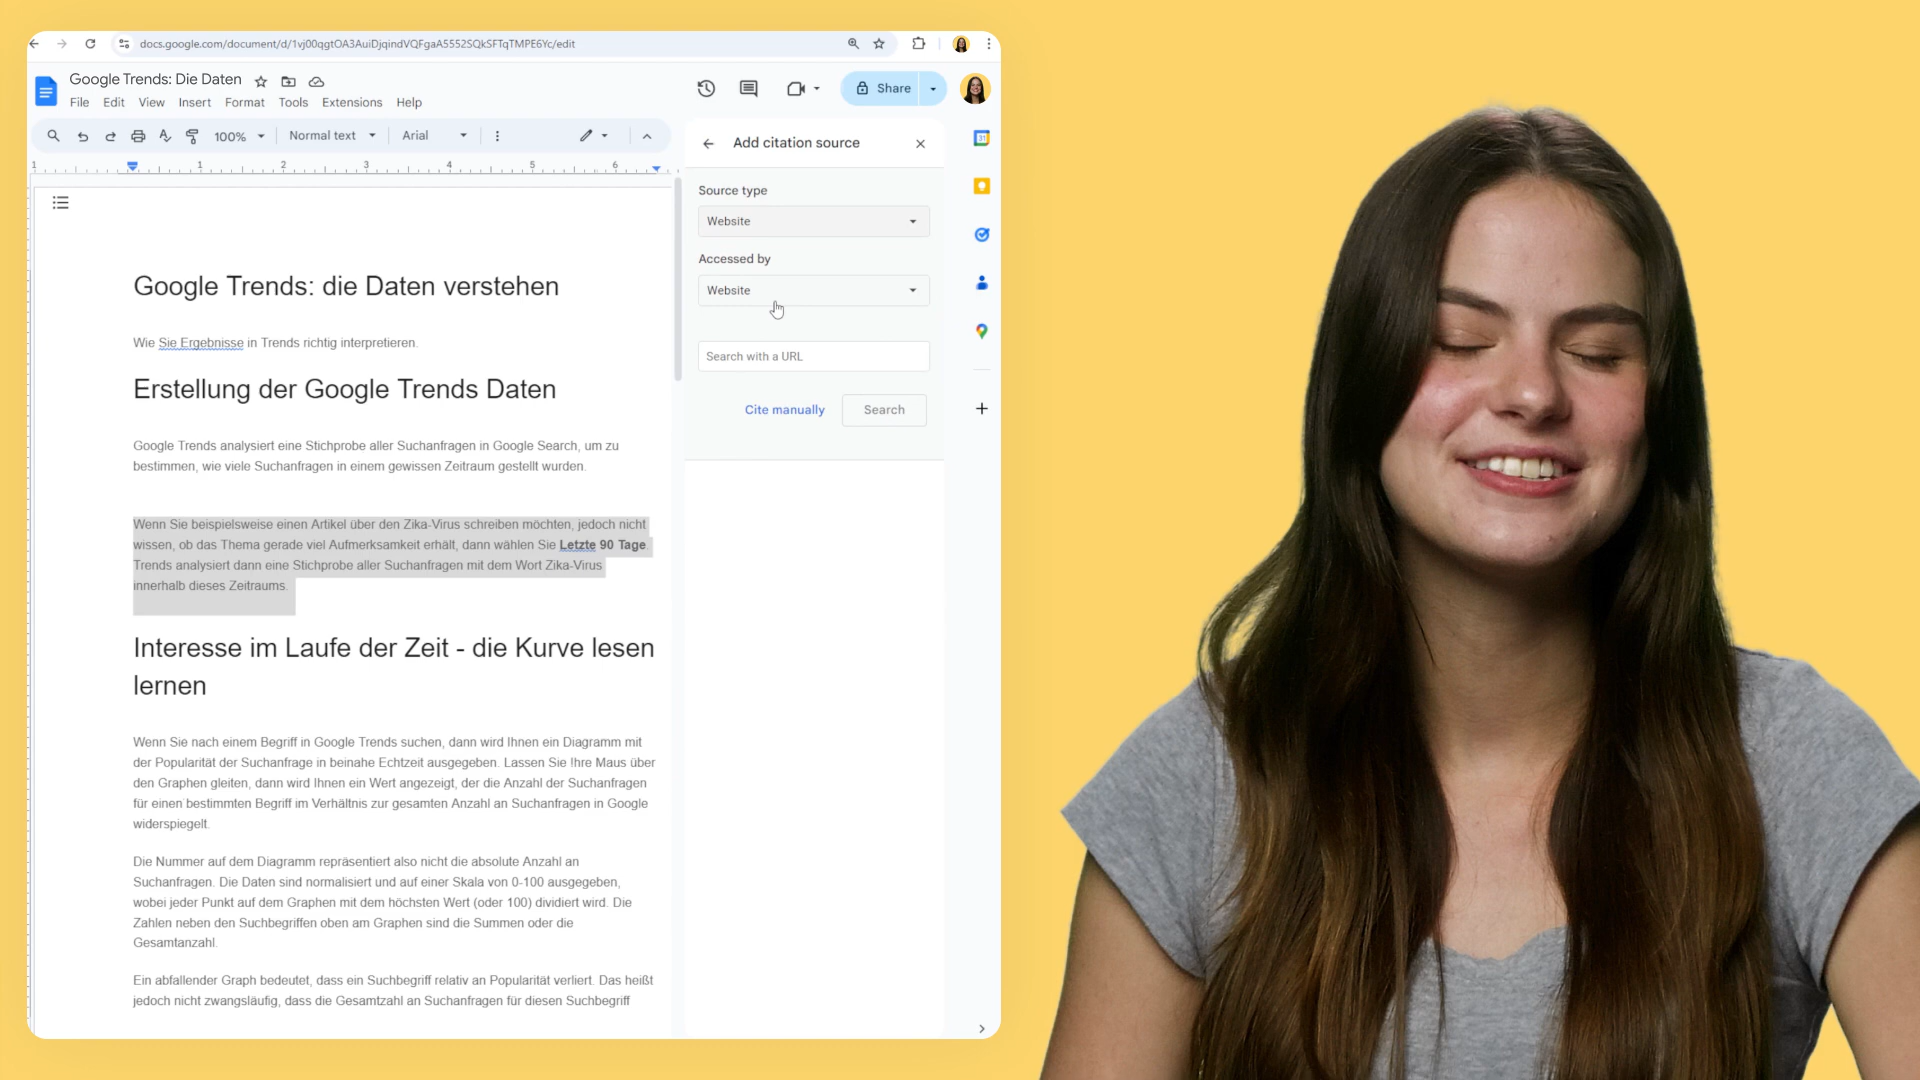 docs.google.com/document/d/1vj00qgtOA3AuiDjqindVQFgaA5552SQkSFTqTMPE6Yc/edit
Google Trends: Die Daten
File Edit View Insert Format Tools Extensions Help
Share
100% Normal text Arial
1 1 2 3 4 5 6
Google Trends: die Daten verstehen
Wie Sie Ergebnisse in Trends richtig interpretieren.
Erstellung der Google Trends Daten
Google Trends analysiert eine Stichprobe aller Suchanfragen in Google Search, um zu
bestimmen, wie viele Suchanfragen in einem gewissen Zeitraum gestellt wurden.
Wenn Sie beispielsweise einen Artikel über den Zika-Virus schreiben möchten, jedoch nicht
wissen, ob das Thema gerade viel Aufmerksamkeit erhält, dann wählen Sie Letzte 90 Tage.
Trends analysiert dann eine Stichprobe aller Suchanfragen mit dem Wort Zika-Virus
innerhalb dieses Zeitraums.
Interesse im Laufe der Zeit - die Kurve lesen
lernen
Wenn Sie nach einem Begriff in Google Trends suchen, dann wird Ihnen ein Diagramm mit
der Popularität der Suchanfrage in beinahe Echtzeit ausgegeben. Lassen Sie Ihre Maus über
den Graphen gleiten, dann wird Ihnen ein Wert angezeigt, der die Anzahl der Suchanfragen
für einen bestimmten Begriff im Verhältnis zur gesamten Anzahl an Suchanfragen in Google
widerspiegelt.
Die Nummer auf dem Diagramm repräsentiert also nicht die absolute Anzahl an
Suchanfragen. Die Daten sind normalisiert und auf einer Skala von 0-100 ausgegeben,
wobei jeder Punkt auf dem Graphen mit dem höchsten Wert (oder 100) dividiert wird. Die
Zahlen neben den Suchbegriffen oben am Graphen sind die Summen oder die
Gesamtanzahl.
Ein abfallender Graph bedeutet, dass ein Suchbegriff relativ an Popularität verliert. Das heißt
jedoch nicht zwangsläufig, dass die Gesamtzahl an Suchanfragen für diesen Suchbegriff
Add citation source
Source type
Website
Accessed by
Website
Search with a URL
Cite manually Search
31